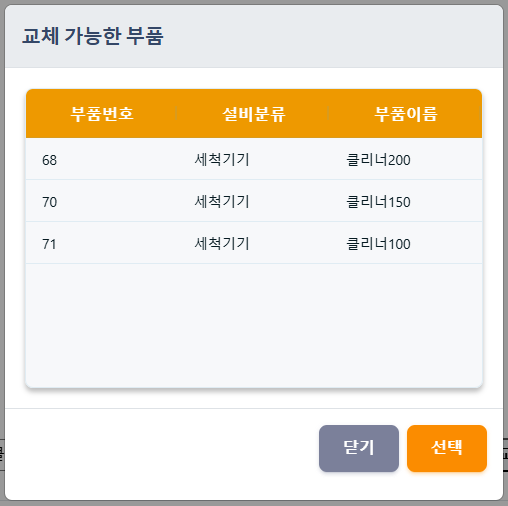 교체 가능한 부품
부품번호 설비분류 부품이름
68 세척기기 클리너200
70 세척기기 클리너150
71 세척기기 클리너100
닫기 선택